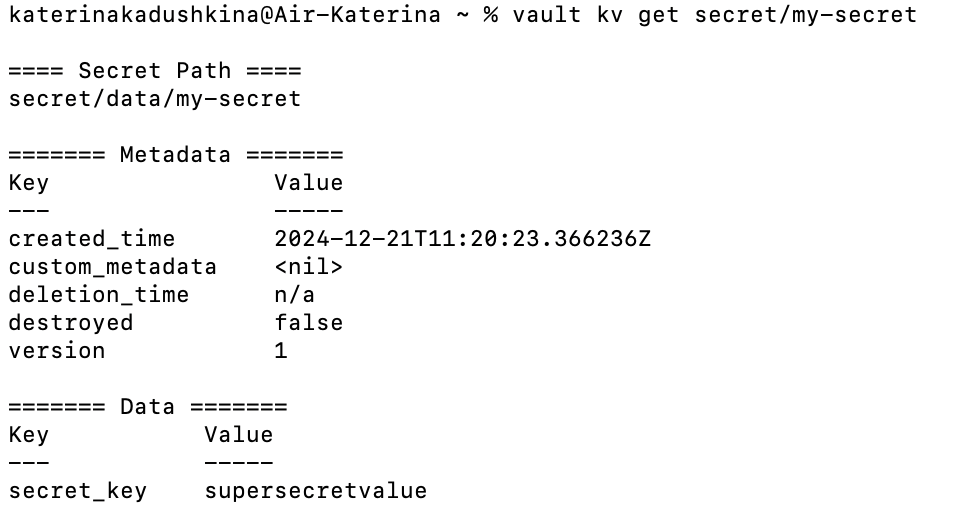 katerinakadushkina@Air-Katerina ~ % vault kv get secret/my-secret
==== Secret Path ====
secret/data/my-secret
======= Metadata =======
Key                Value
---                -----
created_time       2024-12-21T11:20:23.366236Z
custom_metadata    <nil>
deletion_time      n/a
destroyed          false
version            1
======= Data =======
Key           Value
---           -----
secret_key    supersecretvalue